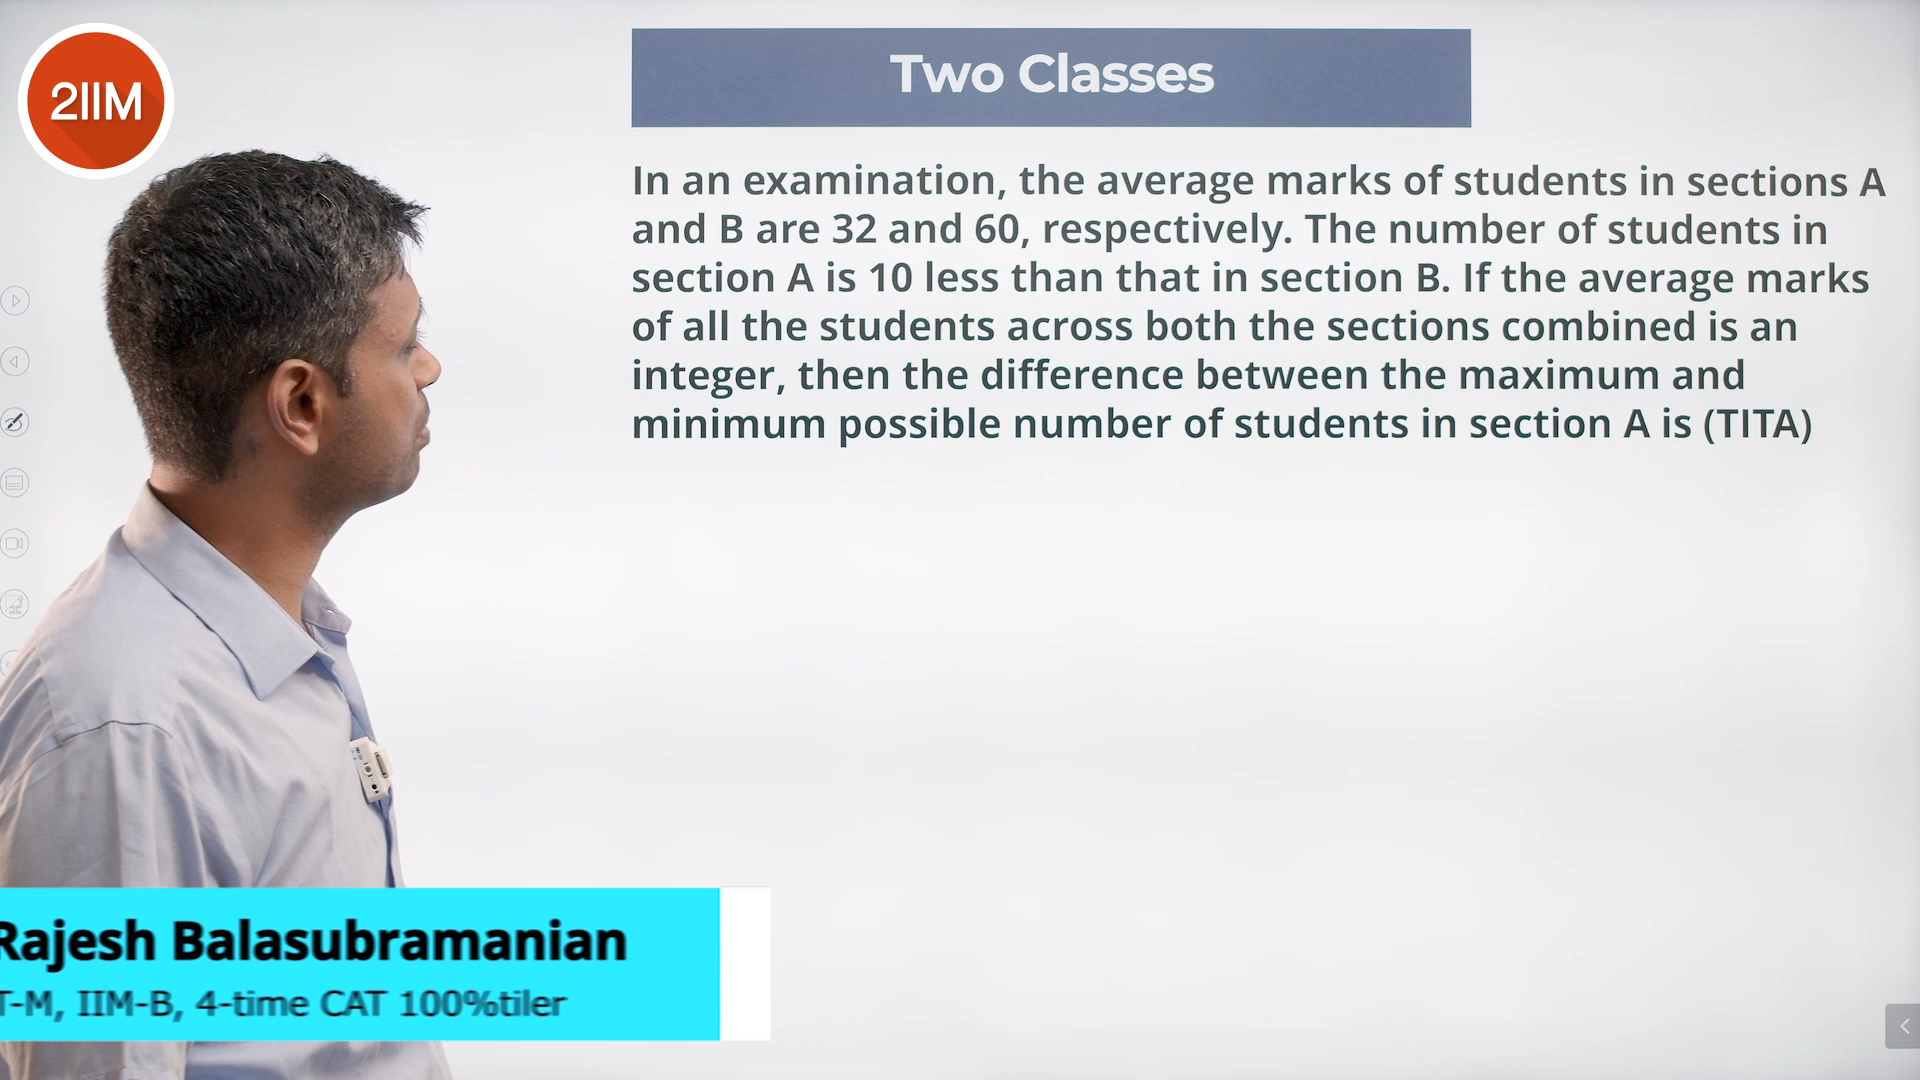 2IIM
Two Classes
In an examination, the average marks of students in sections A
and B are 32 and 60, respectively. The number of students in
section A is 10 less than that in section B. If the average marks
of all the students across both the sections combined is an
integer, then the difference between the maximum and
minimum possible number of students in section A is (TITA)
Rajesh Balasubramanian
T-M, IIM-B, 4-time CAT 100%tiler